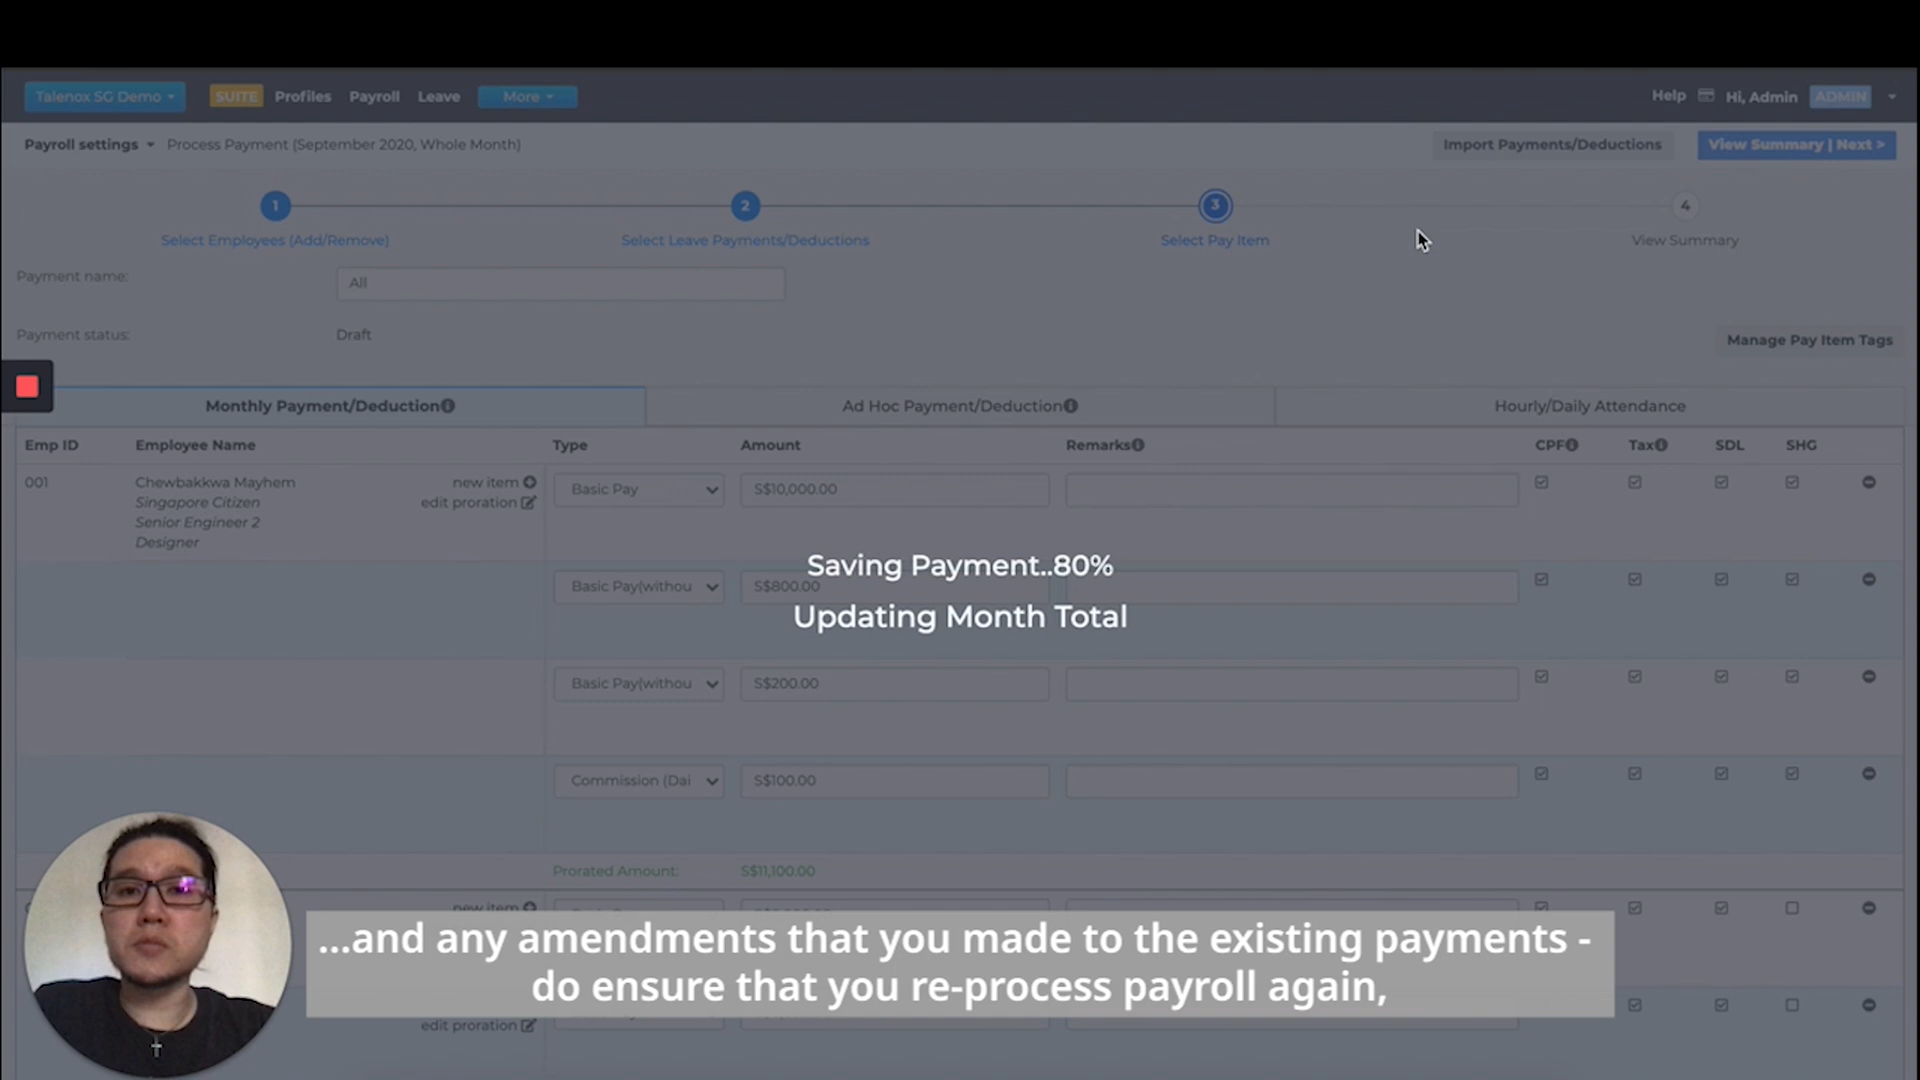 Talenox SG Demo SUITE Profiles Payroll Leave More Help Hi, Admin ADMIN
Payroll settings Process Payment (September 2020, Whole Month) Import Payments/Deductions View Summary | Next >
1 2 3 4
Select Employees (Add/Remove) Select Leave Payments/Deductions Select Pay Item View Summary
Payment name: All
Payment status: Draft
Manage Pay Item Tags
Monthly Payment/Deduction Ad Hoc Payment/Deduction Hourly/Daily Attendance
Emp ID Employee Name Type Amount Remarks CPF Tax SDL SHG
001 Chewbakkwa Mayhem new item Basic Pay S$10,000.00
Singapore Citizen edit proration
Senior Engineer 2
Designer
Saving Payment..80%
Basic Pay(withou S$800.00
Updating Month Total
Basic Pay(withou S$200.00
Commission (Dai S$100.00
Prorated Amount: S$11,100.00
new item
...and any amendments that you made to the existing payments -
do ensure that you re-process payroll again,
edit proration